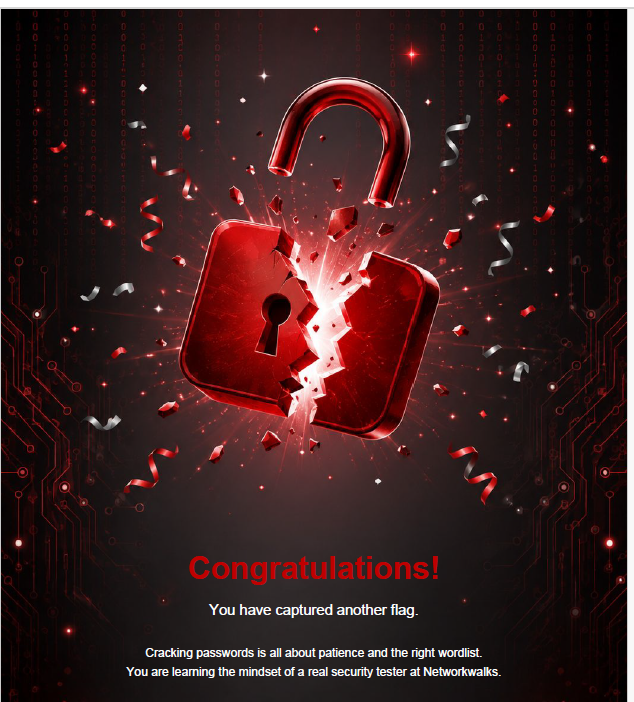 Congratulations!
You have captured another flag.
Cracking passwords is all about patience and the right wordlist.
You are learning the mindset of a real security tester at Networkwalks.